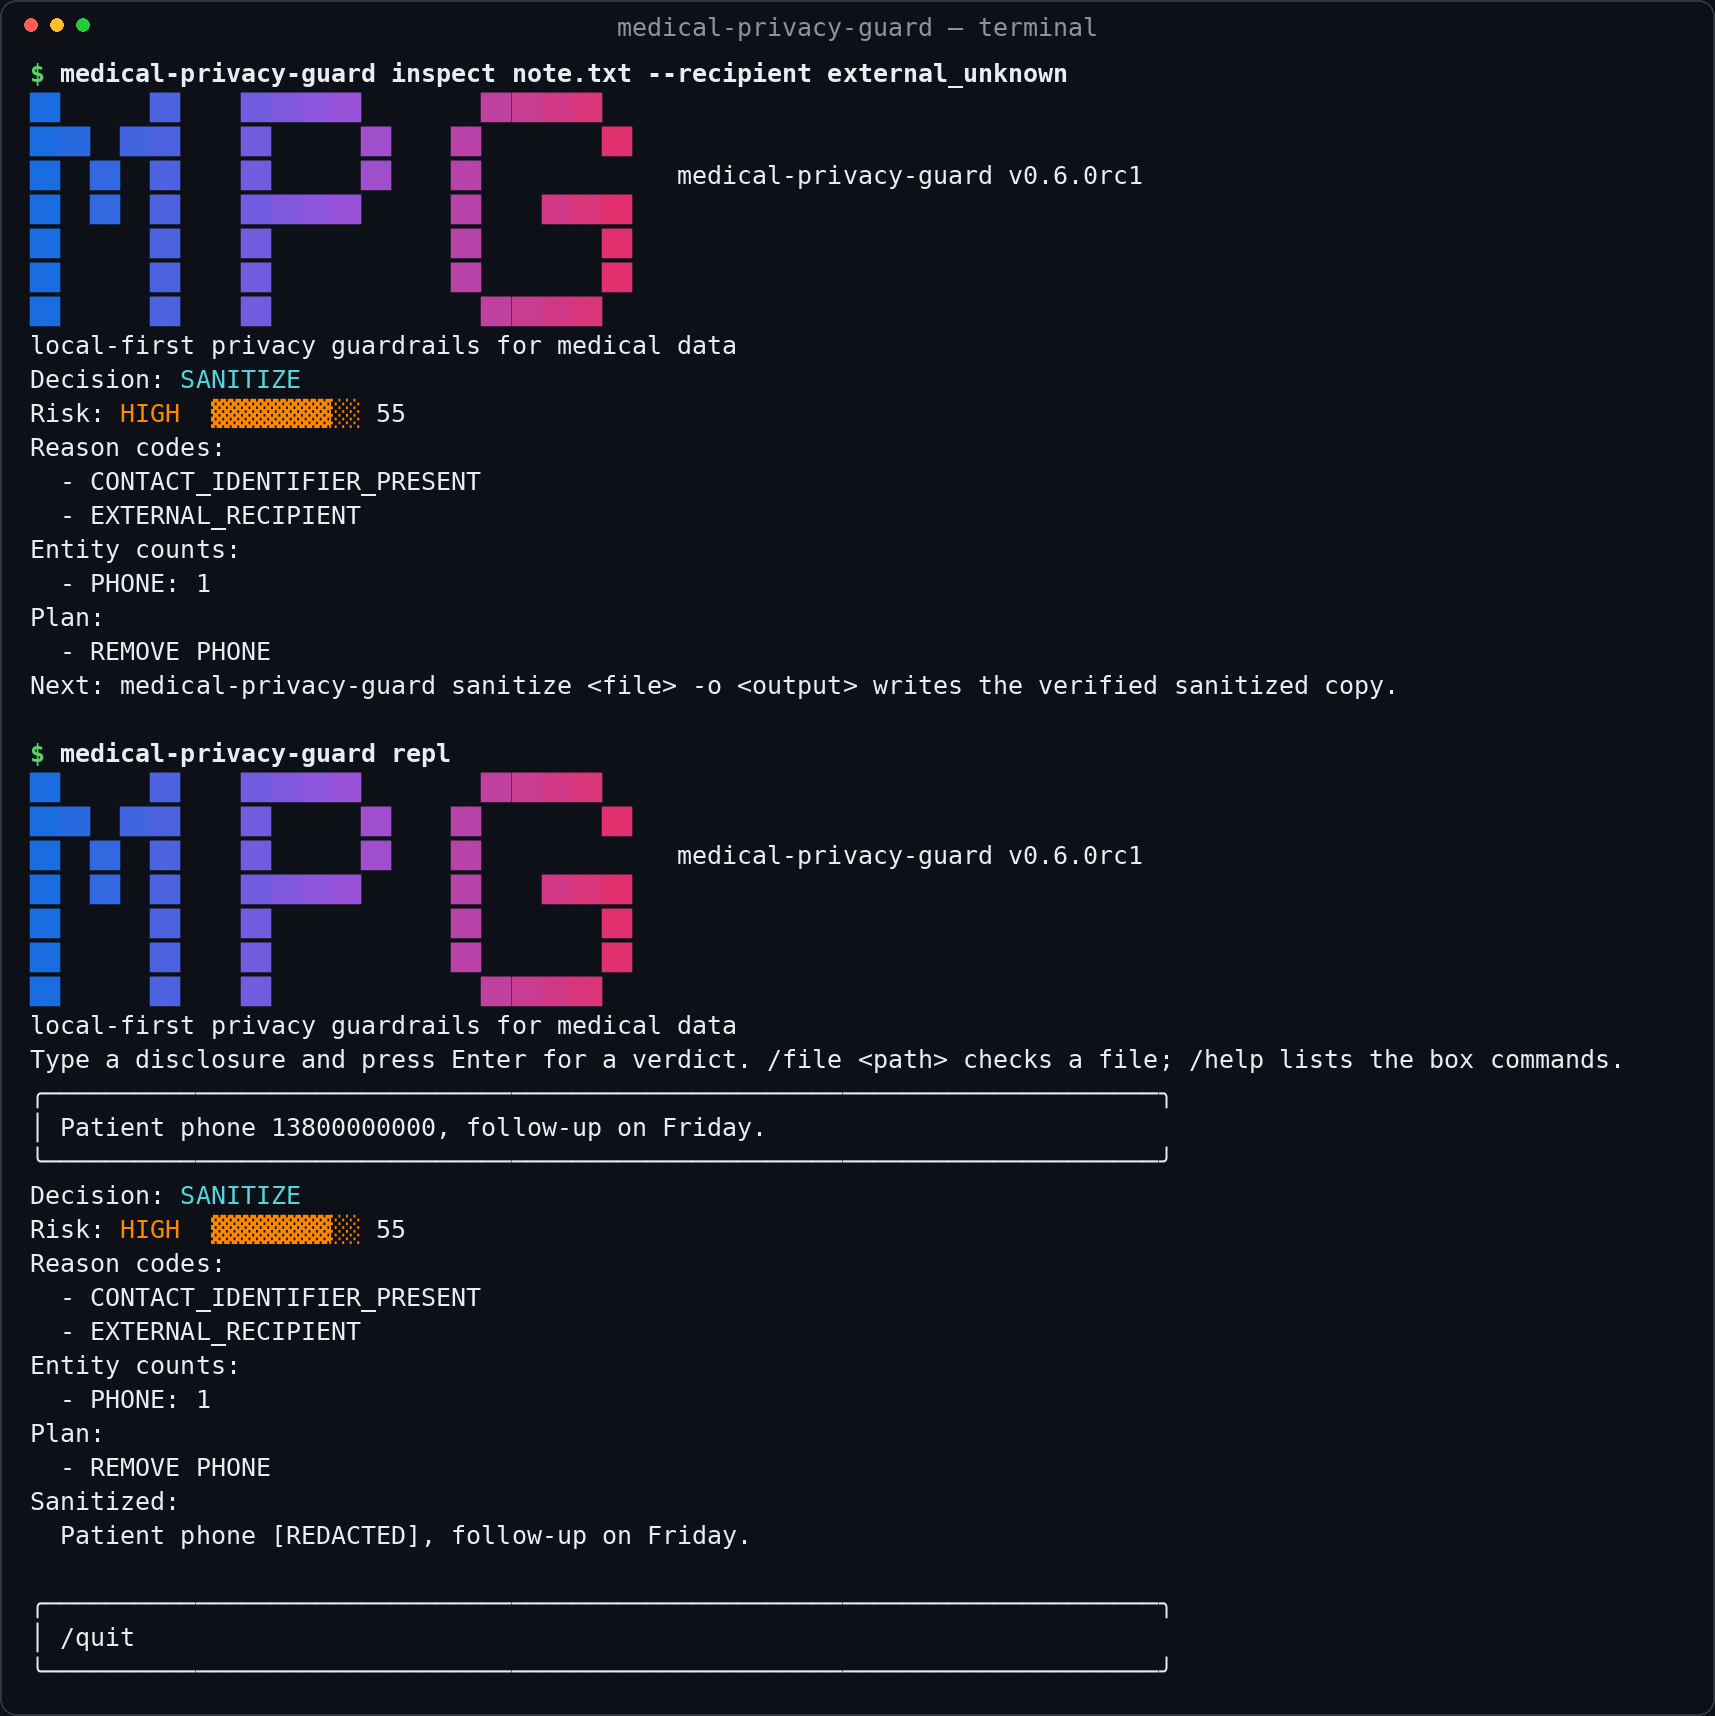 medical-privacy-guard — terminal
$ medical-privacy-guard inspect note.txt --recipient external_unknown
MPG
medical-privacy-guard v0.6.0rc1
local-first privacy guardrails for medical data
Decision: SANITIZE
Risk: HIGH ▓▓▓▓▓▓▓▓░░ 55
Reason codes:
  - CONTACT_IDENTIFIER_PRESENT
  - EXTERNAL_RECIPIENT
Entity counts:
  - PHONE: 1
Plan:
  - REMOVE PHONE
Next: medical-privacy-guard sanitize <file> -o <output> writes the verified sanitized copy.
$ medical-privacy-guard repl
MPG
medical-privacy-guard v0.6.0rc1
local-first privacy guardrails for medical data
Type a disclosure and press Enter for a verdict. /file <path> checks a file; /help lists the box commands.
Patient phone 13800000000, follow-up on Friday.
Decision: SANITIZE
Risk: HIGH ▓▓▓▓▓▓▓▓░░ 55
Reason codes:
  - CONTACT_IDENTIFIER_PRESENT
  - EXTERNAL_RECIPIENT
Entity counts:
  - PHONE: 1
Plan:
  - REMOVE PHONE
Sanitized:
  Patient phone [REDACTED], follow-up on Friday.
/quit